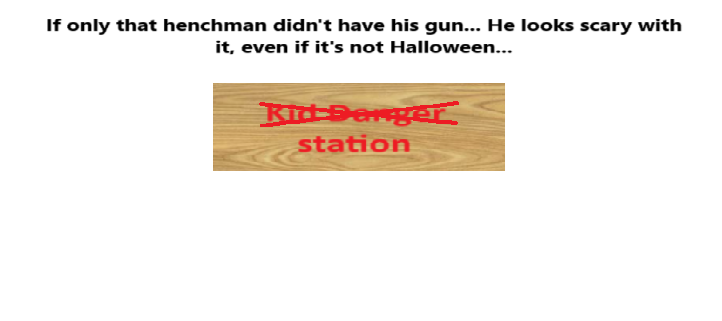 If only that henchman didn't have his gun... He looks scary with
it, even if it's not Halloween...
Kid Danger
station